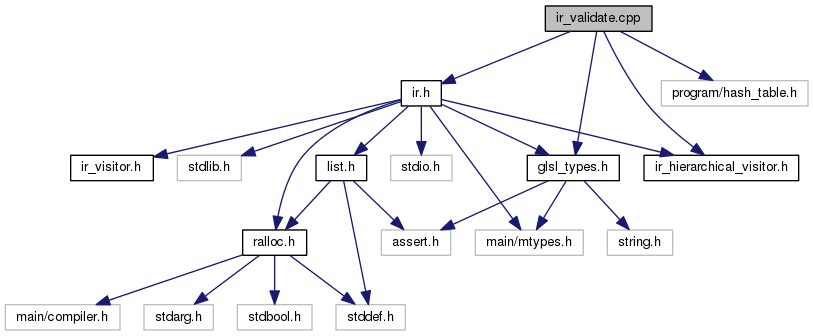 ir_validate.cpp
ir.h
program/hash_table.h
ir_visitor.h
stdlib.h
list.h
stdio.h
glsl_types.h
ir_hierarchical_visitor.h
ralloc.h
assert.h
main/mtypes.h
string.h
main/compiler.h
stdarg.h
stdbool.h
stddef.h